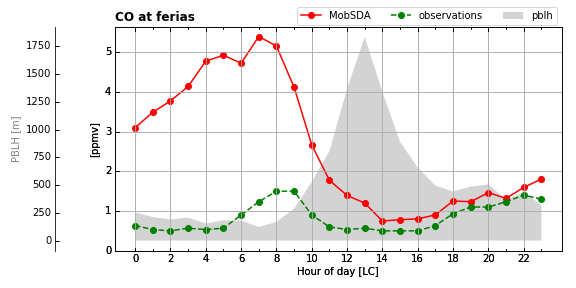 CO at ferias
MobSDA
observations
pblh
PBLH [m]
1750
1500
1250
1000
750
500
250
0
[ppmv]
5
4
3
2
1
0
0 2 4 6 8 10 12 14 16 18 20 22
Hour of day [LC]